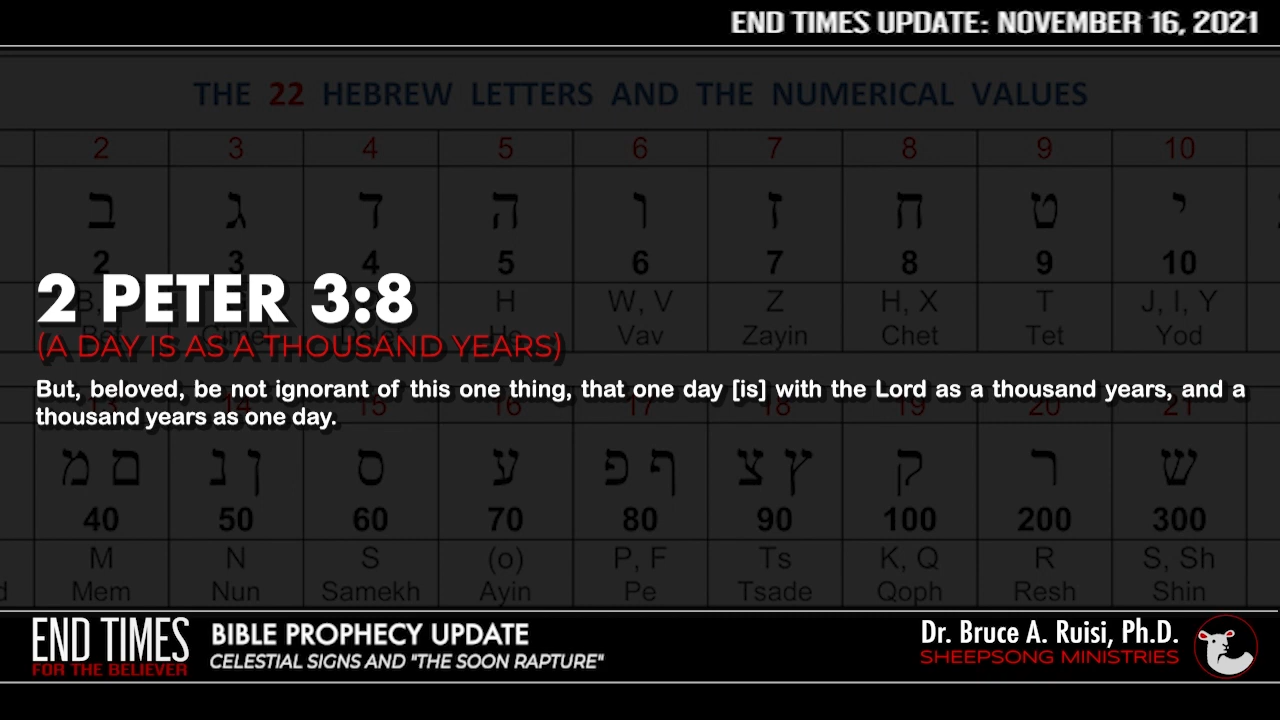 END TIMES UPDATE: NOVEMBER 16, 2021
THE 22 HEBREW LETTERS AND THE NUMERICAL VALUES
2 3 4 5 6 7 8 9 10
ב ג ד ה ו ז ח ט י
2 3 4 5 6 7 8 9 10
H W, V Z H, X T J, I, Y
Vav Zayin Chet Tet Yod
2 PETER 3:8
(A DAY IS AS A THOUSAND YEARS)
But, beloved, be not ignorant of this one thing, that one day [is] with the Lord as a thousand years, and a
thousand years as one day.
13 14 15 16 17 18 19 20 21
מ ם נ ן ס ע פ ף צ ץ ק ר ש
40 50 60 70 80 90 100 200 300
M N S (o) P, F Ts K, Q R S, Sh
d Mem Nun Samekh Ayin Pe Tsade Qoph Resh Shin
END TIMES
FOR THE BELIEVER
BIBLE PROPHECY UPDATE
CELESTIAL SIGNS AND "THE SOON RAPTURE"
Dr. Bruce A. Ruisi, Ph.D.
SHEEPSONG MINISTRIES